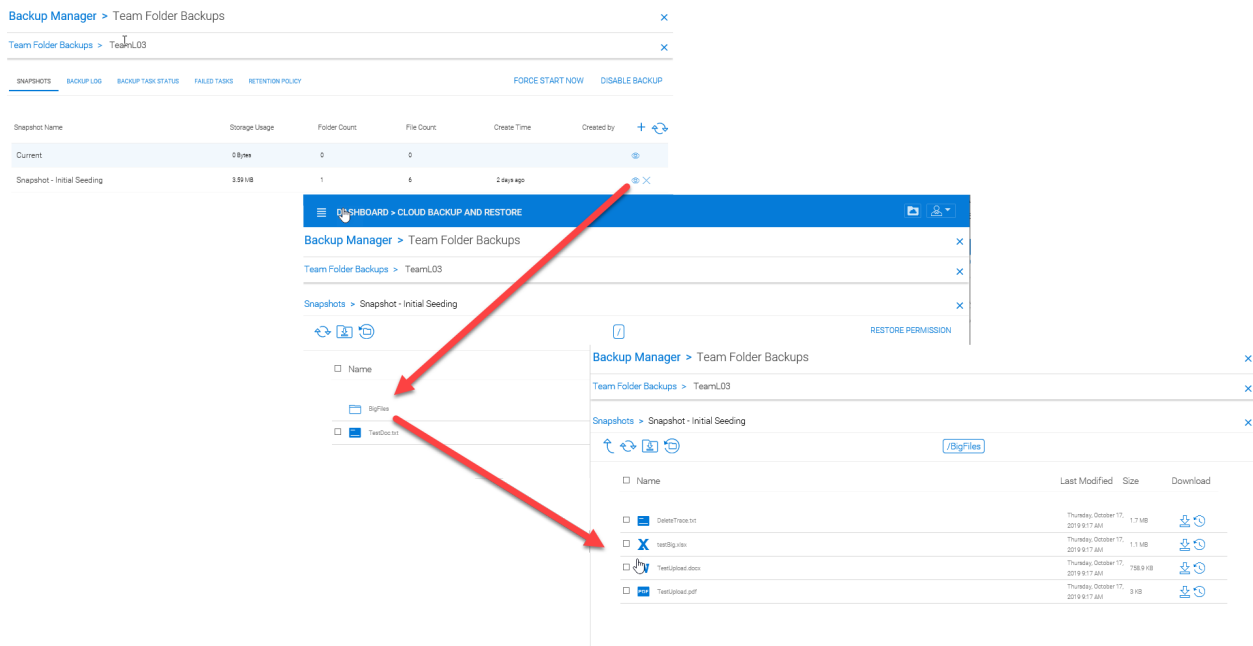 Backup Manager > Team Folder Backups
Team Folder Backups > TeamL03
SNAPSHOTS BACKUP LOG BACKUP TASK STATUS FAILED TASKS RETENTION POLICY FORCE START NOW DISABLE BACKUP
Snapshot Name Storage Usage Folder Count File Count Create Time Created by
Current 0 Bytes 0 0
Snapshot - Initial Seeding 3.59 MB 1 6 2 days ago
DASHBOARD > CLOUD BACKUP AND RESTORE
Backup Manager > Team Folder Backups
Team Folder Backups > TeamL03
Snapshots > Snapshot - Initial Seeding
/ RESTORE PERMISSION
Name
BigFiles
TestDoc.txt
Backup Manager > Team Folder Backups
Team Folder Backups > TeamL03
Snapshots > Snapshot - Initial Seeding
/BigFiles
Name Last Modified Size Download
DeleteTrace.txt Thursday, October 17, 2019 9:17 AM 1.7 MB
testBig.xlsx Thursday, October 17, 2019 9:17 AM 1.1 MB
TestUpload.docx Thursday, October 17, 2019 9:17 AM 758.9 KB
PDF TestUpload.pdf Thursday, October 17, 2019 9:17 AM 3 KB